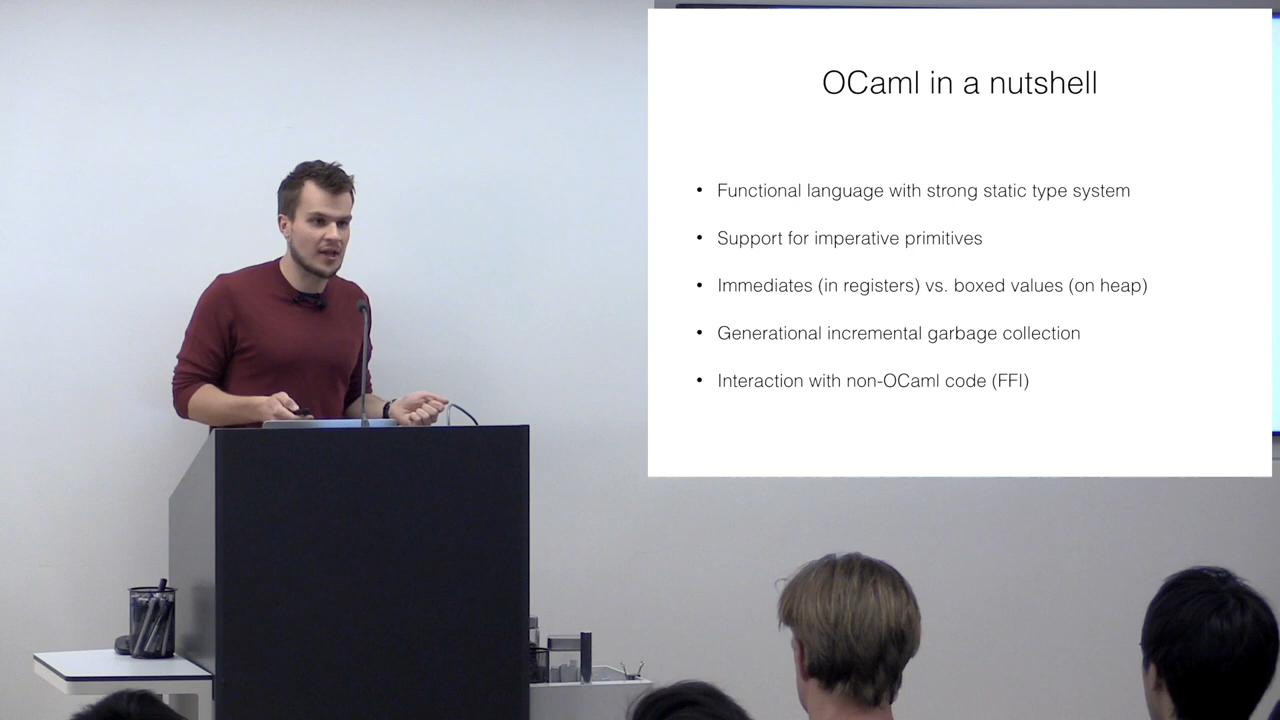 OCaml in a nutshell
• Functional language with strong static type system
• Support for imperative primitives
• Immediates (in registers) vs. boxed values (on heap)
• Generational incremental garbage collection
• Interaction with non-OCaml code (FFI)